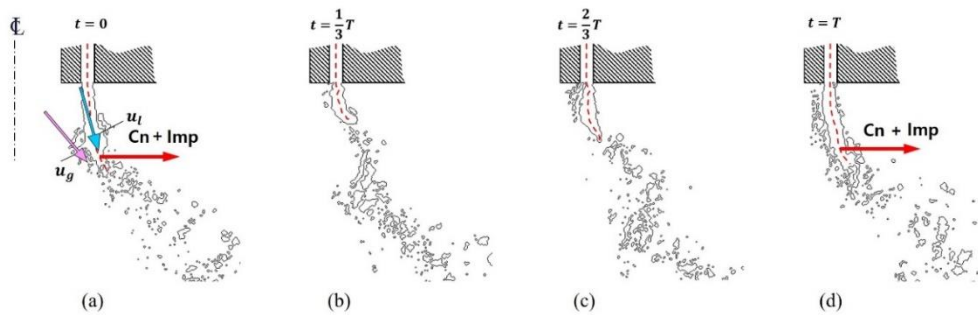 ℄
t = 0
t = 1/3 T
t = 2/3 T
t = T
u_l
Cn + Imp
u_g
Cn + Imp
(a)
(b)
(c)
(d)